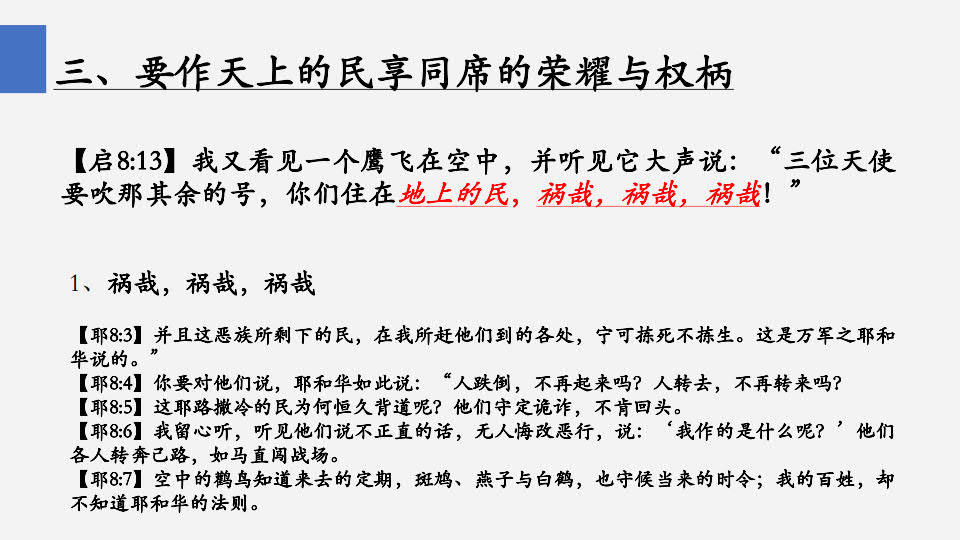 三、要作天上的民享同席的荣耀与权柄
【启8:13】我又看见一个鹰飞在空中，并听见它大声说：“三位天使
要吹那其余的号，你们住在地上的民，祸哉，祸哉，祸哉！”
1、祸哉，祸哉，祸哉
【耶8:3】并且这恶族所剩下的民，在我所赶他们到的各处，宁可拣死不拣生。这是万军之耶和
华说的。”
【耶8:4】你要对他们说，耶和华如此说：“人跌倒，不再起来吗？人转去，不再转来吗？
【耶8:5】这耶路撒冷的民为何恒久背道呢？他们守定诡诈，不肯回头。
【耶8:6】我留心听，听见他们说不正直的话，无人悔改恶行，说：‘我作的是什么呢？’他们
各人转奔己路，如马直闯战场。
【耶8:7】空中的鹳鸟知道来去的定期，斑鸠、燕子与白鹤，也守候当来的时令；我的百姓，却
不知道耶和华的法则。